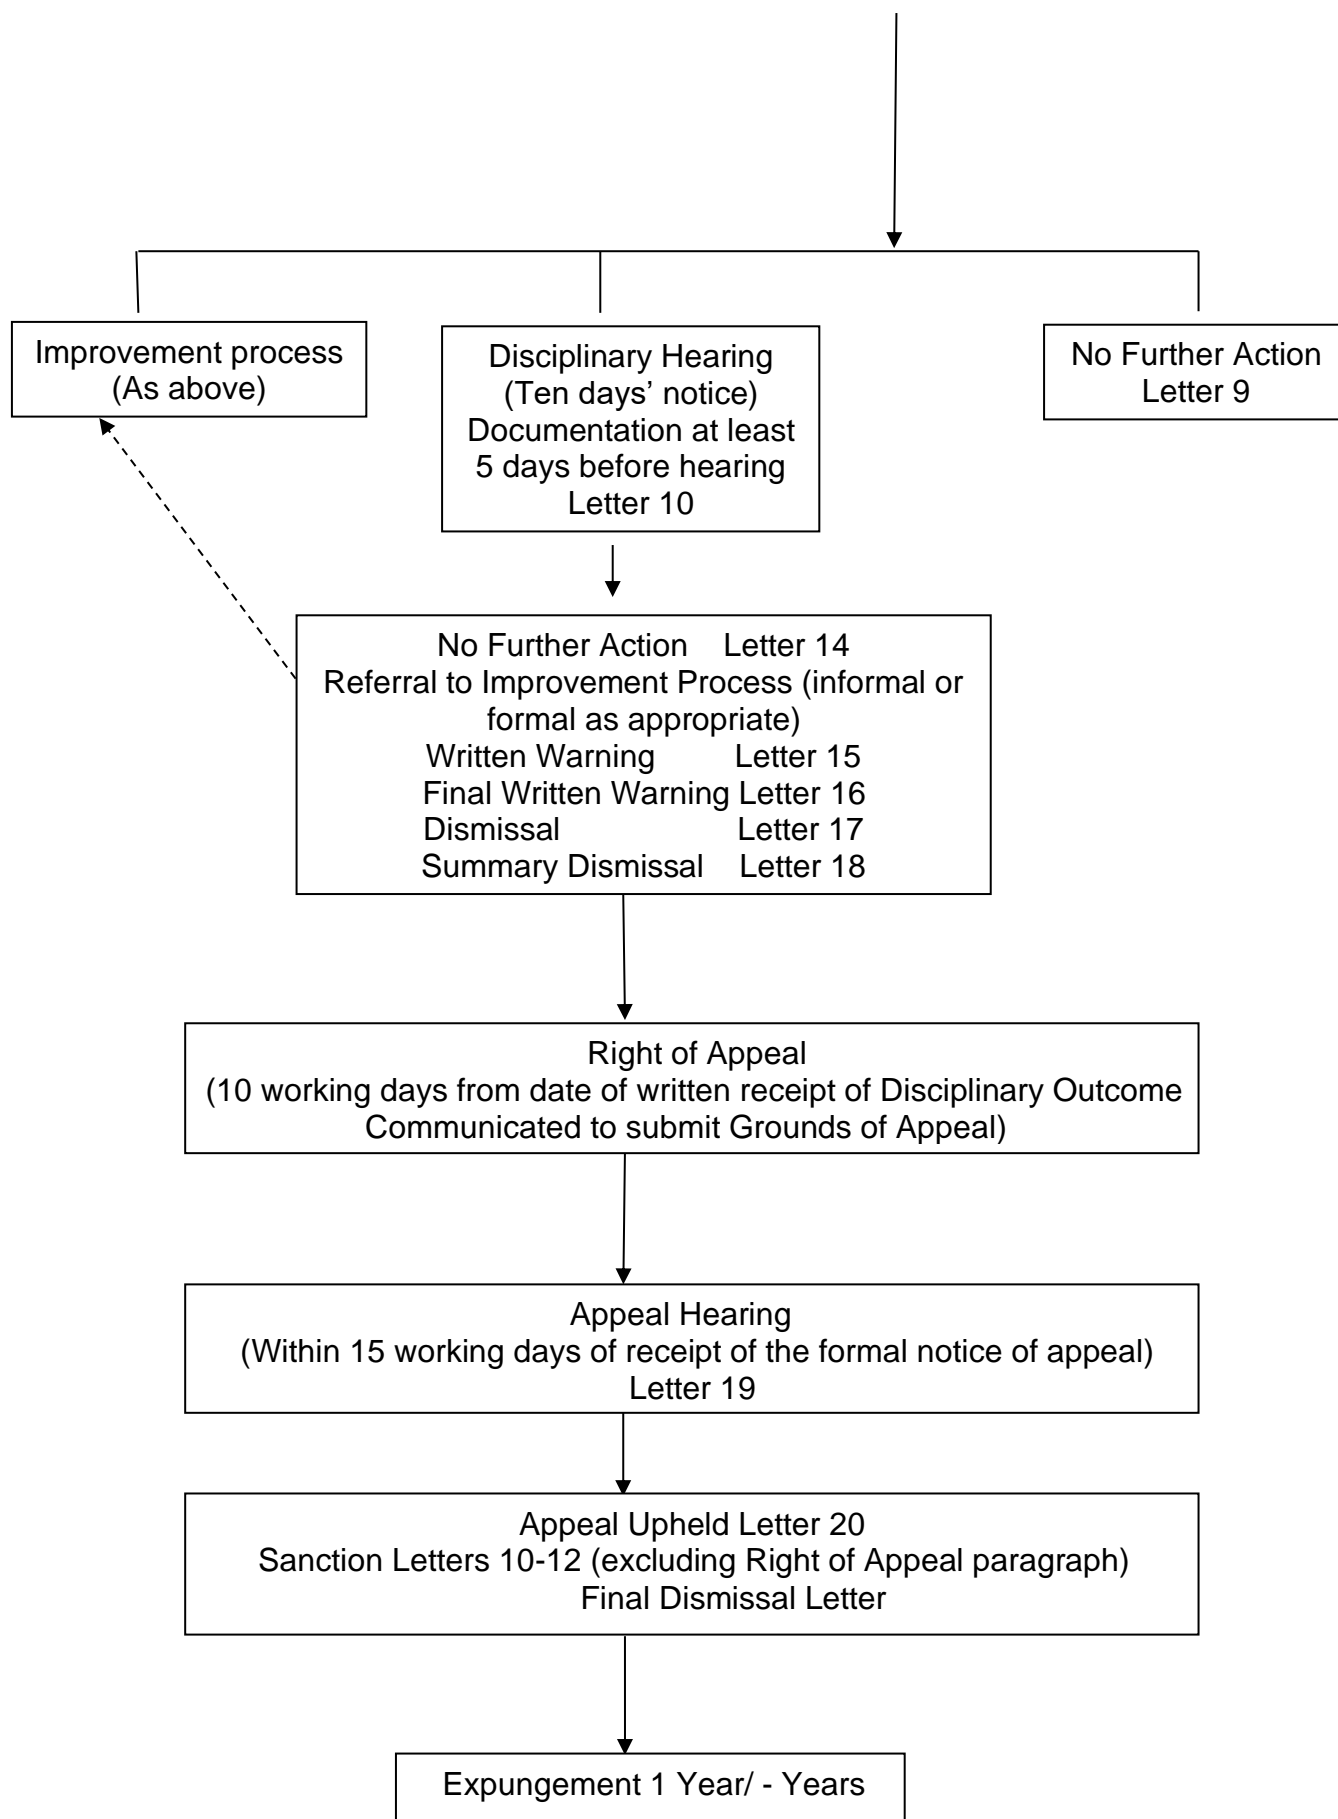 Improvement process
(As above)
Disciplinary Hearing
(Ten days’ notice)
Documentation at least
5 days before hearing
Letter 10
No Further Action
Letter 9
No Further Action Letter 14
Referral to Improvement Process (informal or
formal as appropriate)
Written Warning Letter 15
Final Written Warning Letter 16
Dismissal Letter 17
Summary Dismissal Letter 18
Right of Appeal
(10 working days from date of written receipt of Disciplinary Outcome
Communicated to submit Grounds of Appeal)
Appeal Hearing
(Within 15 working days of receipt of the formal notice of appeal)
Letter 19
Appeal Upheld Letter 20
Sanction Letters 10-12 (excluding Right of Appeal paragraph)
Final Dismissal Letter
Expungement 1 Year/ - Years